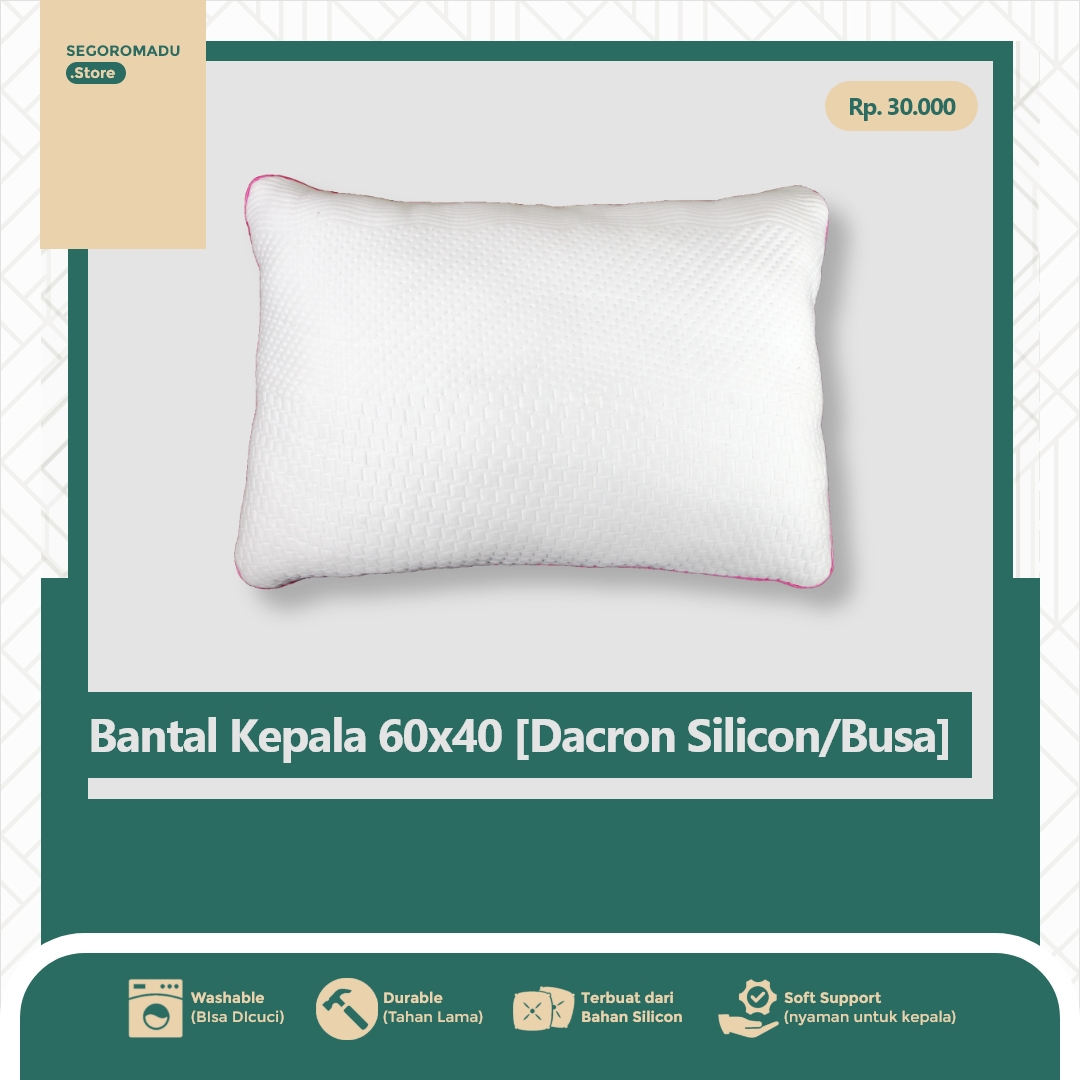 SEGOROMADU
.Store
Rp. 30.000
Bantal Kepala 60x40 [Dacron Silicon/Busa]
Washable
(BIsa DIcuci)
Durable
(Tahan Lama)
Terbuat dari
Bahan Silicon
Soft Support
(nyaman untuk kepala)